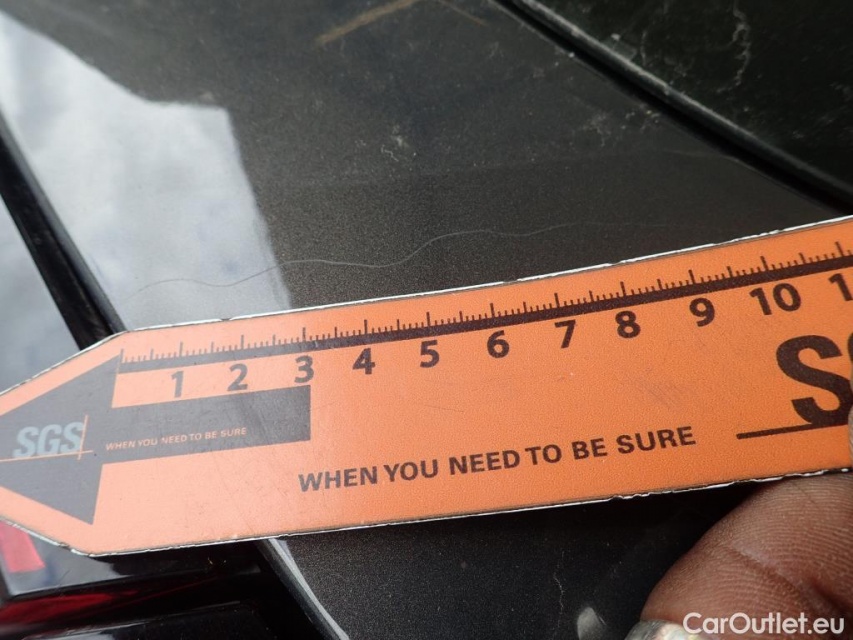 1 2 3 4 5 6 7 8 9 10
SGS
WHEN YOU NEED TO BE SURE
WHEN YOU NEED TO BE SURE
S
CarOutlet.eu